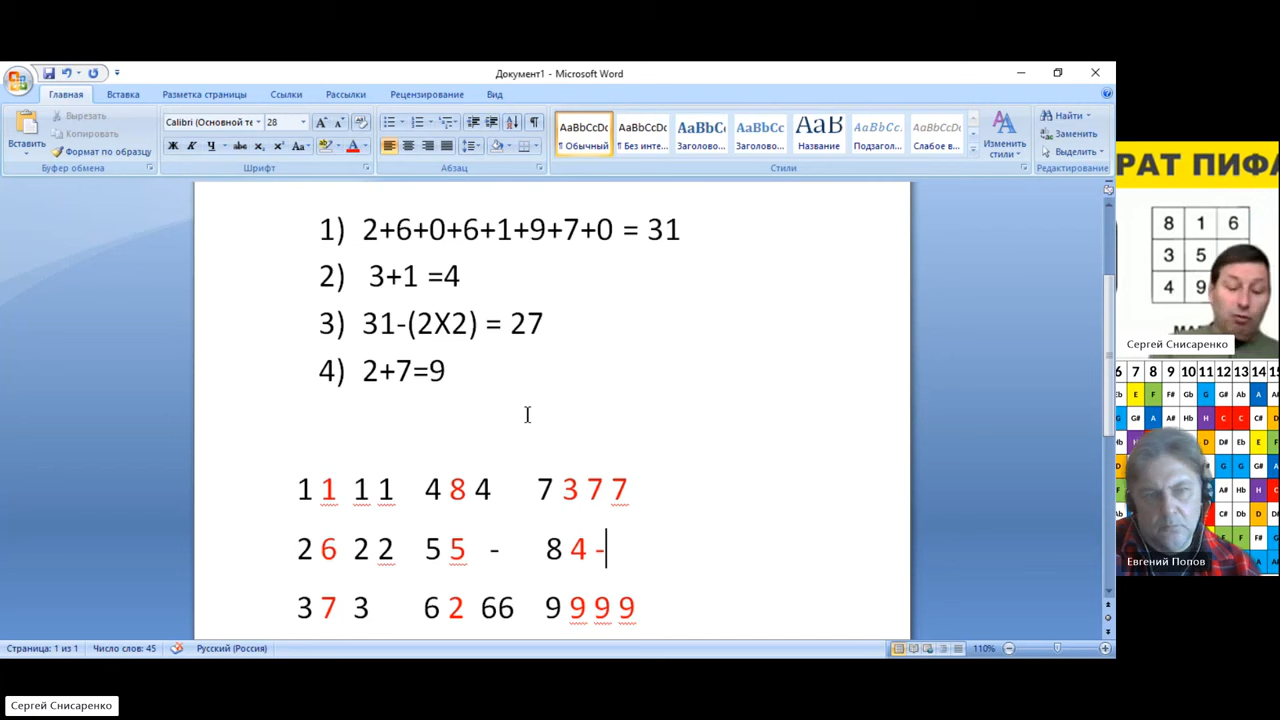 Документ1 - Microsoft Word
Главная Вставка Разметка страницы Ссылки Рассылки Рецензирование Вид
Вставить
Вырезать
Копировать
Формат по образцу
Буфер обмена
Calibri (Основной те 28
Ж К Ч abc x₂ x² Aa
Шрифт
Абзац
AaBbCcDc AaBbCcDc AaBbC AaBbCc AaB AaBbCc AaBbCcDc
¶ Обычный ¶ Без инте... Заголово... Заголово... Название Подзагол... Слабое в...
Изменить стили
Стили
Найти
Заменить
Выделить
Редактирование
1) 2+6+0+6+1+9+7+0 = 31
2) 3+1 =4
3) 31-(2X2) = 27
4) 2+7=9
1 1 1 1 4 8 4 7 3 7 7
2 6 2 2 5 5 - 8 4 -
3 7 3 6 2 66 9 9 9 9
Страница: 1 из 1 Число слов: 45 Русский (Россия) 110%
РАТ ПИФА
8 1 6
3 5
4 9
Сергей Снисаренко
6 7 8 9 10 11 12 13 14 15
Евгений Попов
Сергей Снисаренко